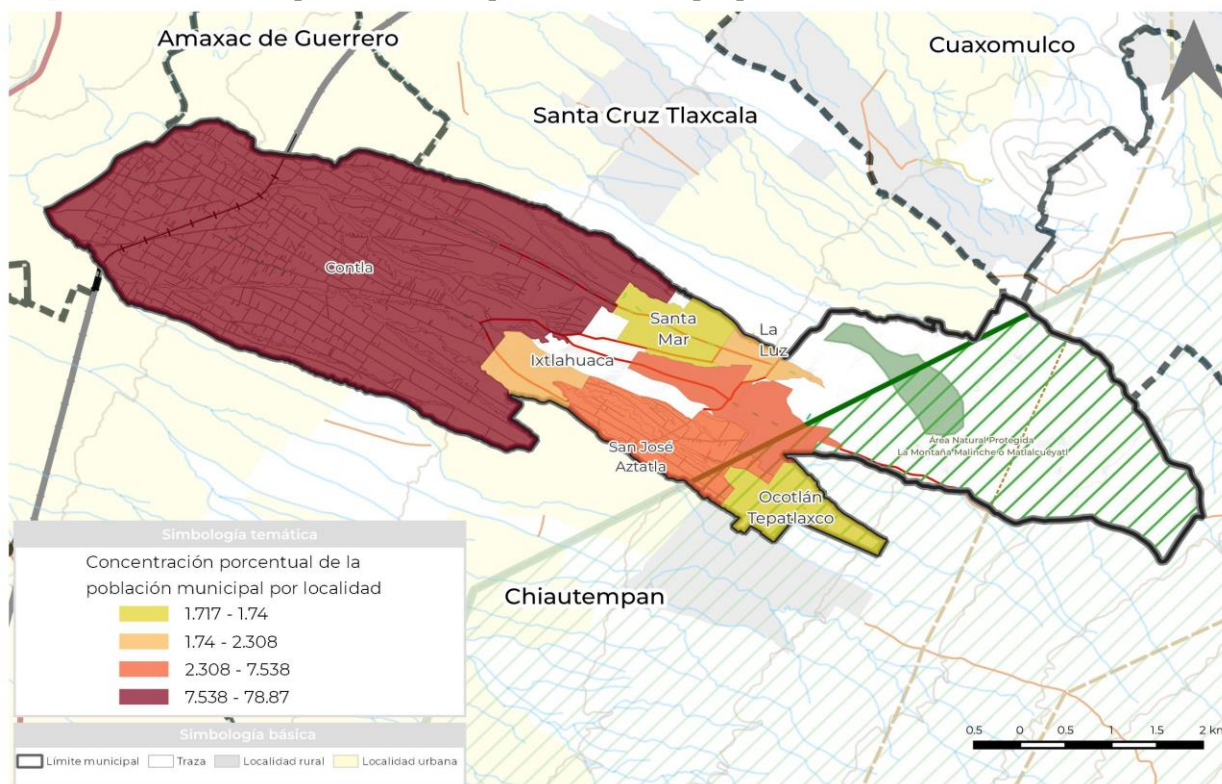 Amaxac de Guerrero
Cuaxomulco
Santa Cruz Tlaxcala
Contla
Santa
Mar
La
Luz
Ixtlahuaca
San José
Aztatla
Área Natural Protegida
La Montaña Malinche o Matlalcuéyatl
Ocotlán
Tepatlaxco
Chiautempan
Simbología temática
Concentración porcentual de la
población municipal por localidad
1.717 - 1.74
1.74 - 2.308
2.308 - 7.538
7.538 - 78.87
Simbología básica
Límite municipal Traza Localidad rural Localidad urbana
0.5 0 0.5 1 1.5 2 km